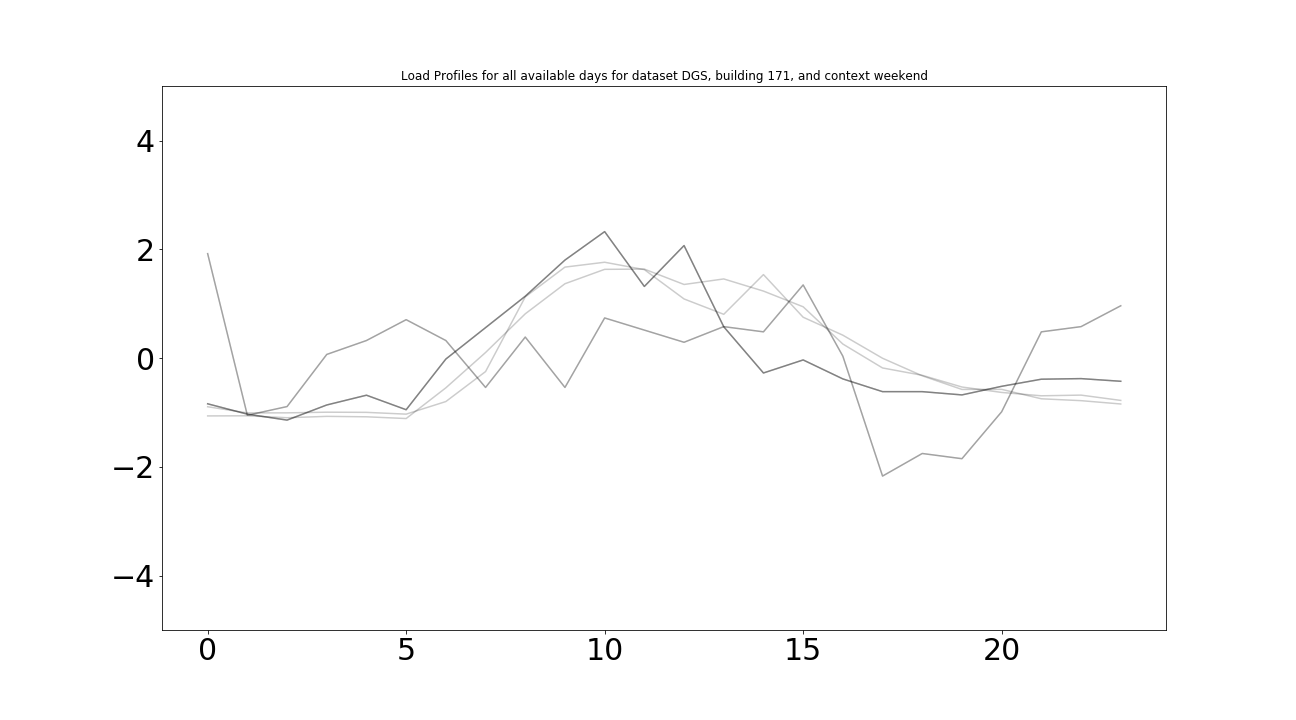 Load Profiles for all available days for dataset DGS, building 171, and context weekend
4
2
0
−2
−4
0 5 10 15 20